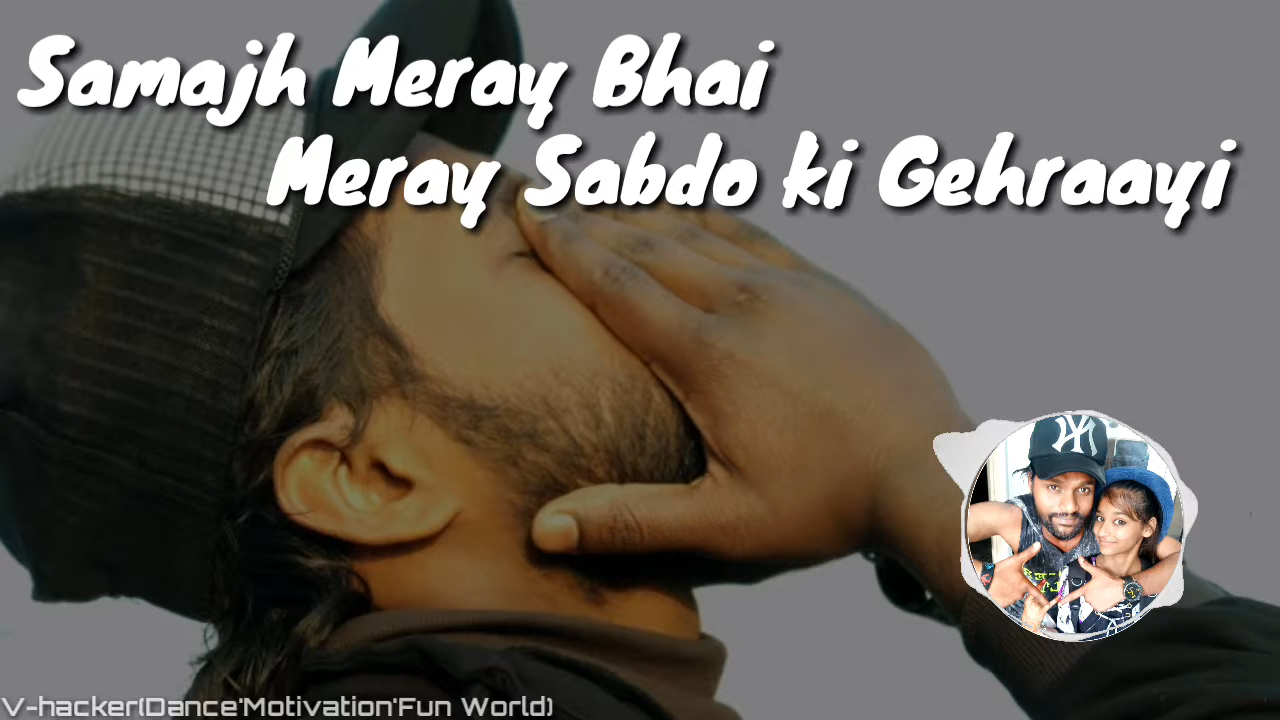 Samajh Meray Bhai
Meray Sabdo ki Gehraayi
V-hacker(Dance'Motivation'Fun World)